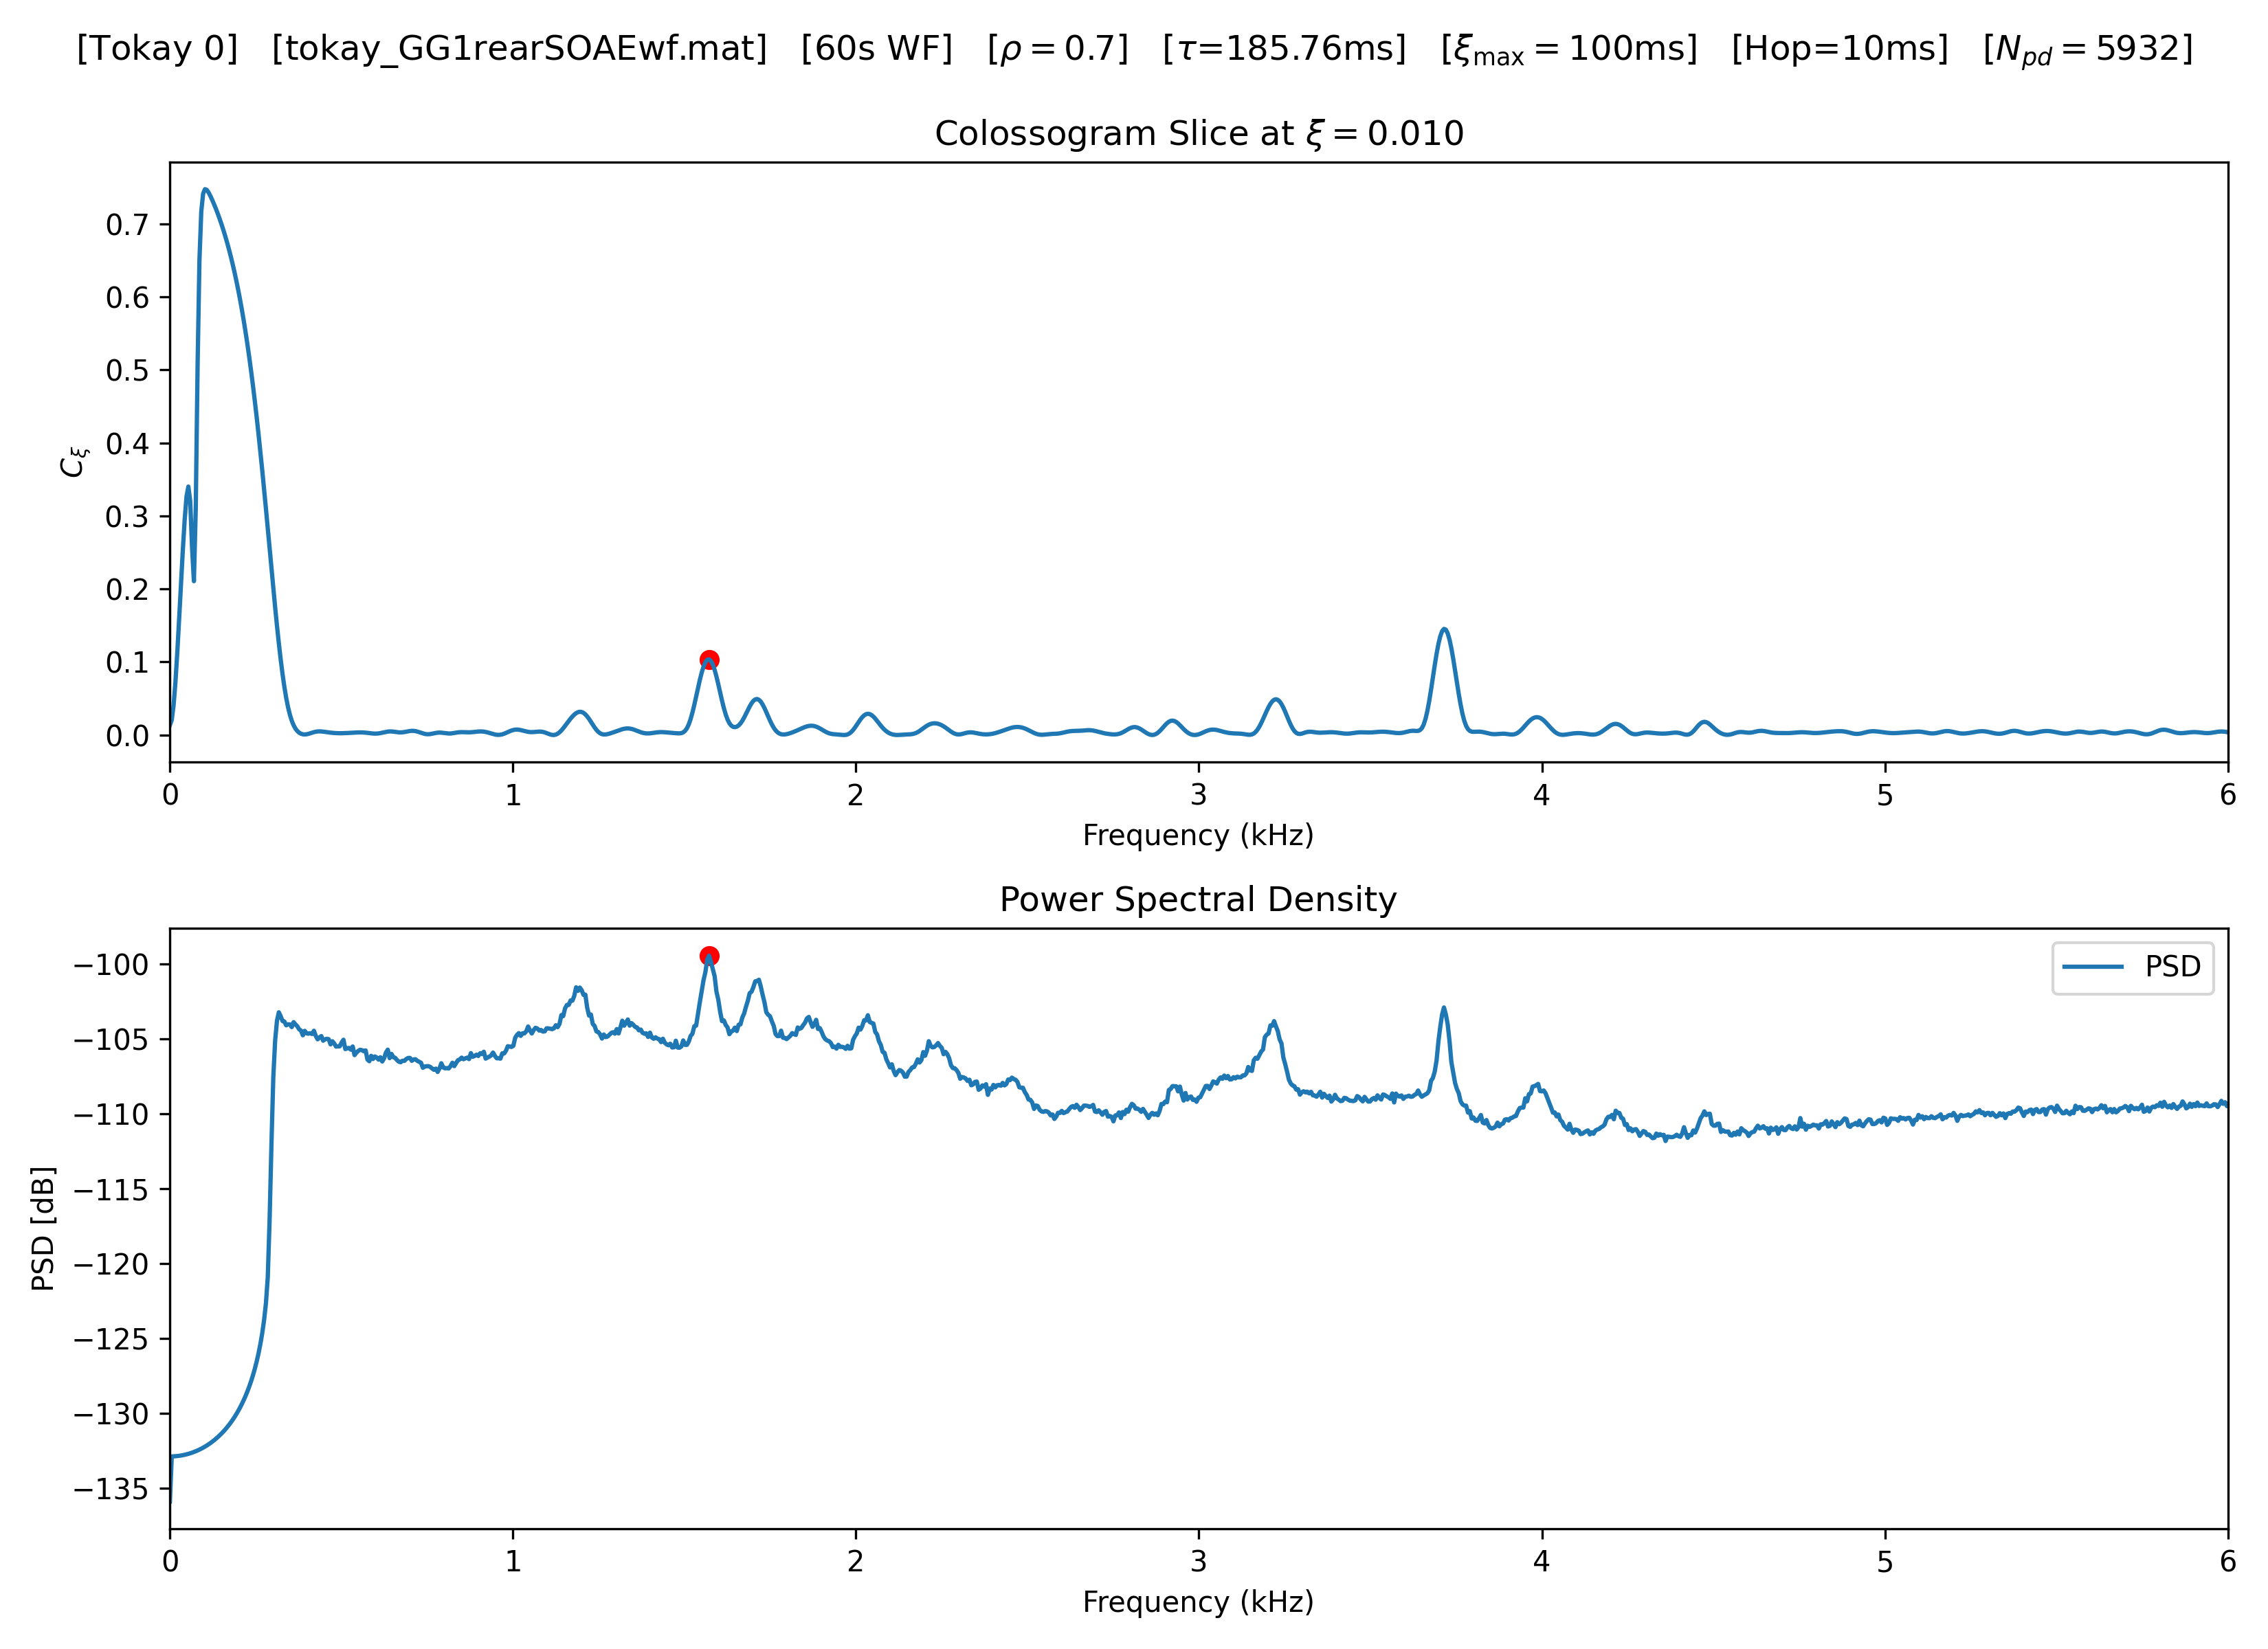 [Tokay 0] [tokay_GG1rearSOAEwf.mat] [60s WF] [ρ = 0.7] [τ=185.76ms] [ξmax = 100ms] [Hop=10ms] [Npd = 5932]
Colossogram Slice at ξ = 0.010
0.7
0.6
0.5
0.4
0.3
0.2
0.1
0.0
Cξ
0 1 2 3 4 5 6
Frequency (kHz)
Power Spectral Density
PSD
−100
−105
−110
−115
−120
−125
−130
−135
PSD [dB]
0 1 2 3 4 5 6
Frequency (kHz)